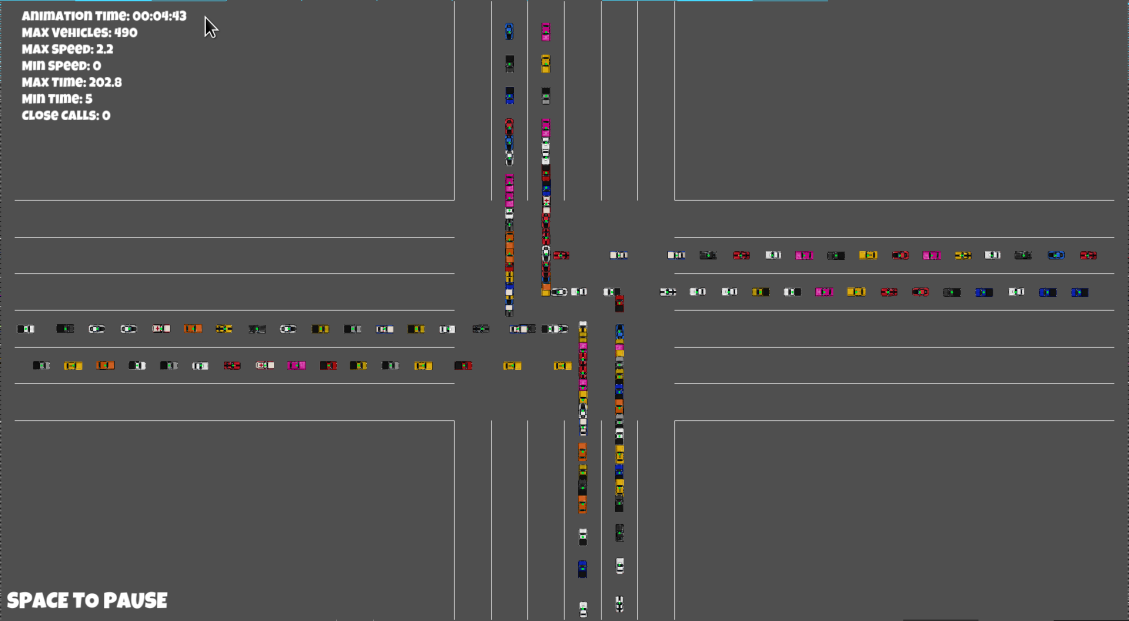 ANIMATION TIME: 00:04:43
MAX VEHICLES: 490
MAX SPEED: 2.2
MIN SPEED: 0
MAX TIME: 202.8
MIN TIME: 5
CLOSE CALLS: 0
SPACE TO PAUSE